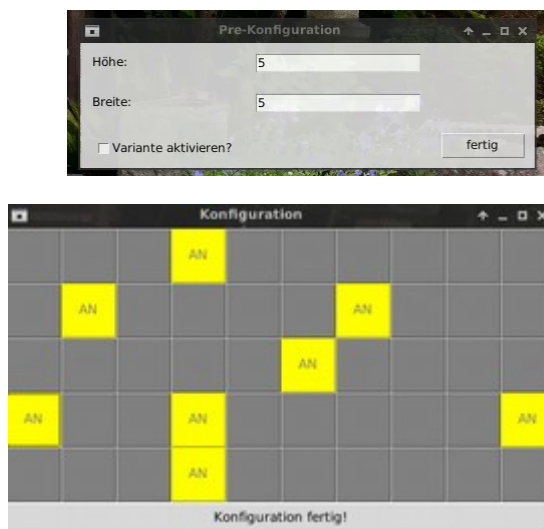 Pre-Konfiguration
Höhe:
5
Breite:
5
Variante aktivieren?
fertig
Konfiguration
AN
AN AN
AN
AN AN AN
AN
Konfiguration fertig!